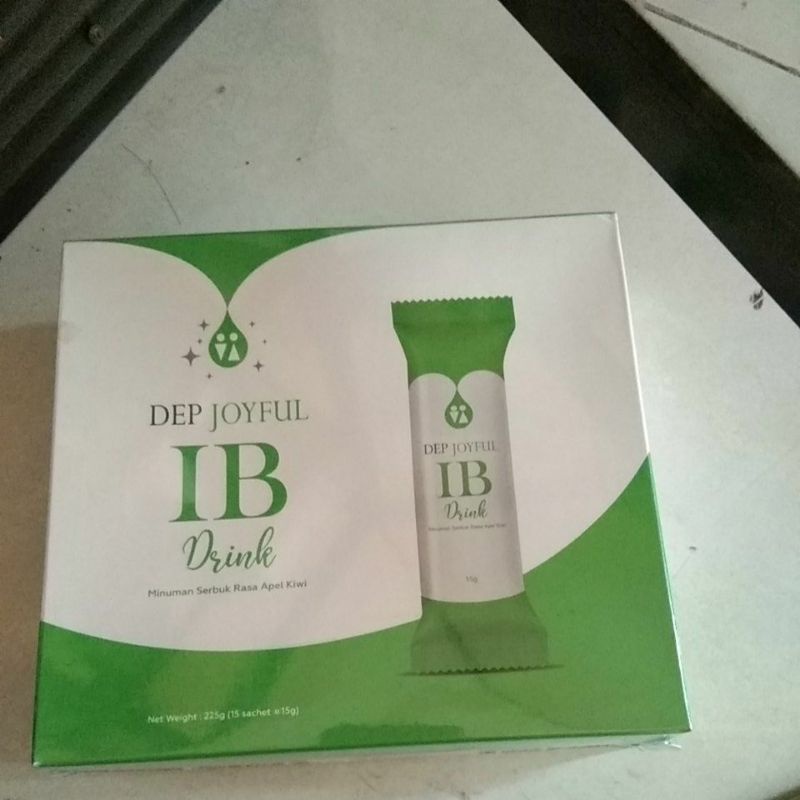 DEP JOYFUL
IB
Drink
Minuman Serbuk Rasa Apel Kiwi
Net Weight : 225g (15 sachet @15g)
DEP JOYFUL
IB
Drink
Minuman Serbuk Rasa Apel Kiwi
15g